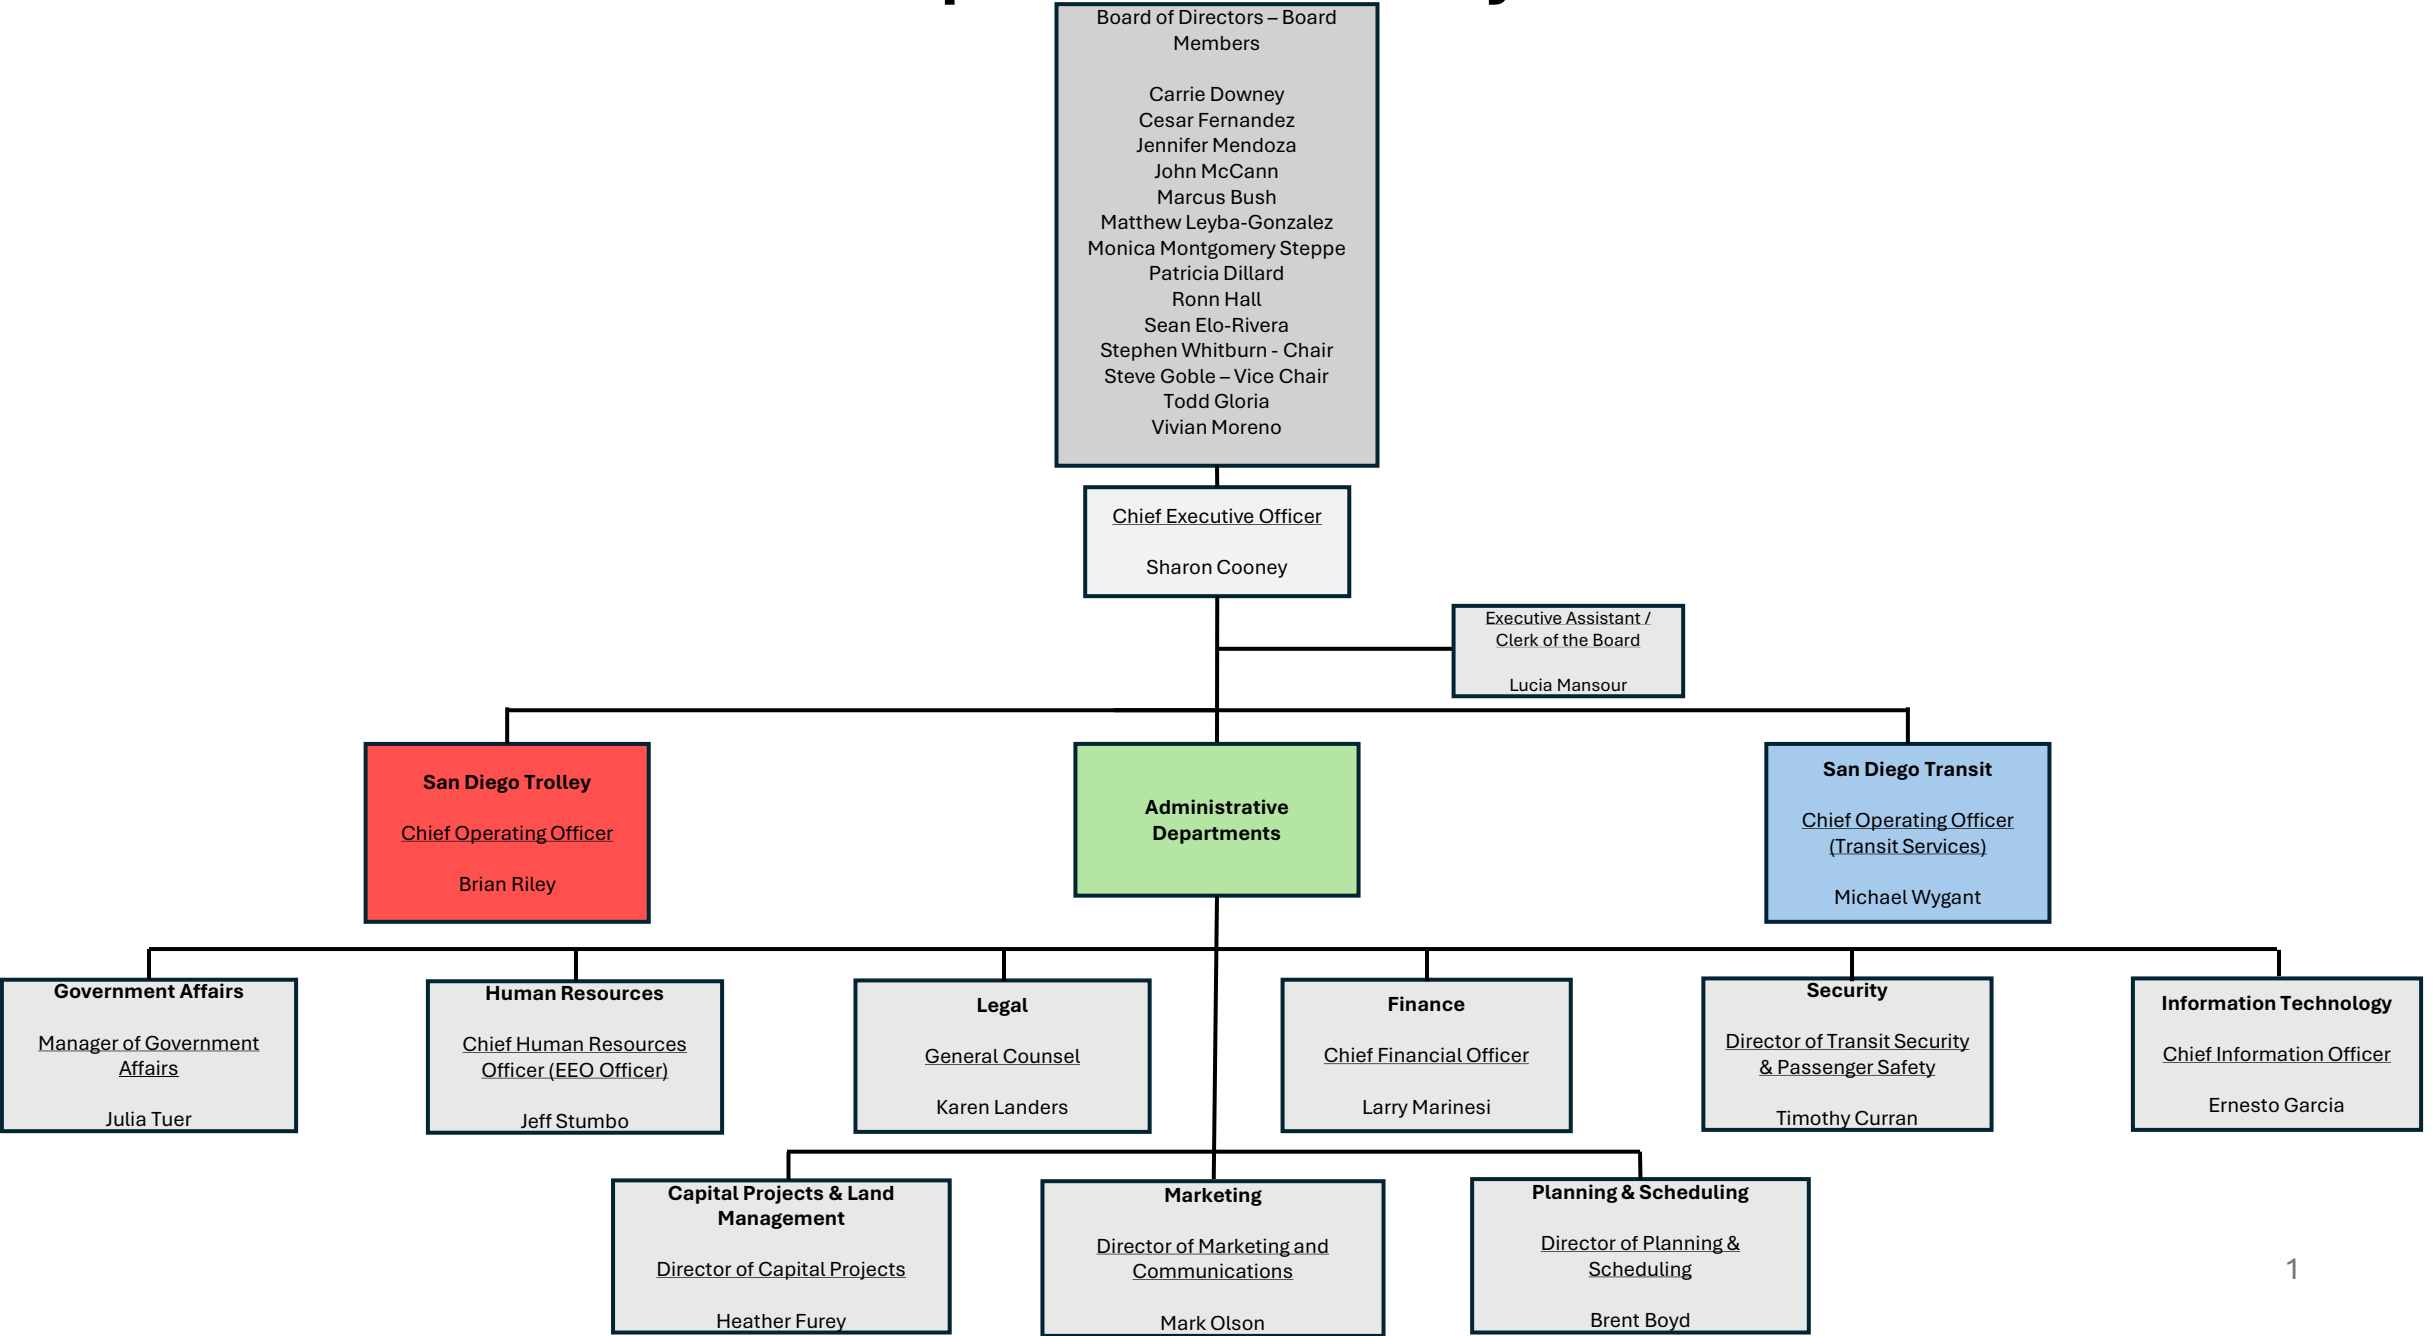 Board of Directors – Board
Members
Carrie Downey
Cesar Fernandez
Jennifer Mendoza
John McCann
Marcus Bush
Matthew Leyba-Gonzalez
Monica Montgomery Steppe
Patricia Dillard
Ronn Hall
Sean Elo-Rivera
Stephen Whitburn - Chair
Steve Goble – Vice Chair
Todd Gloria
Vivian Moreno
Chief Executive Officer
Sharon Cooney
Executive Assistant /
Clerk of the Board
Lucia Mansour
San Diego Trolley
Chief Operating Officer
Brian Riley
Administrative
Departments
San Diego Transit
Chief Operating Officer
(Transit Services)
Michael Wygant
Government Affairs
Manager of Government
Affairs
Julia Tuer
Human Resources
Chief Human Resources
Officer (EEO Officer)
Jeff Stumbo
Legal
General Counsel
Karen Landers
Finance
Chief Financial Officer
Larry Marinesi
Security
Director of Transit Security
& Passenger Safety
Timothy Curran
Information Technology
Chief Information Officer
Ernesto Garcia
Capital Projects & Land
Management
Director of Capital Projects
Heather Furey
Marketing
Director of Marketing and
Communications
Mark Olson
Planning & Scheduling
Director of Planning &
Scheduling
Brent Boyd
1